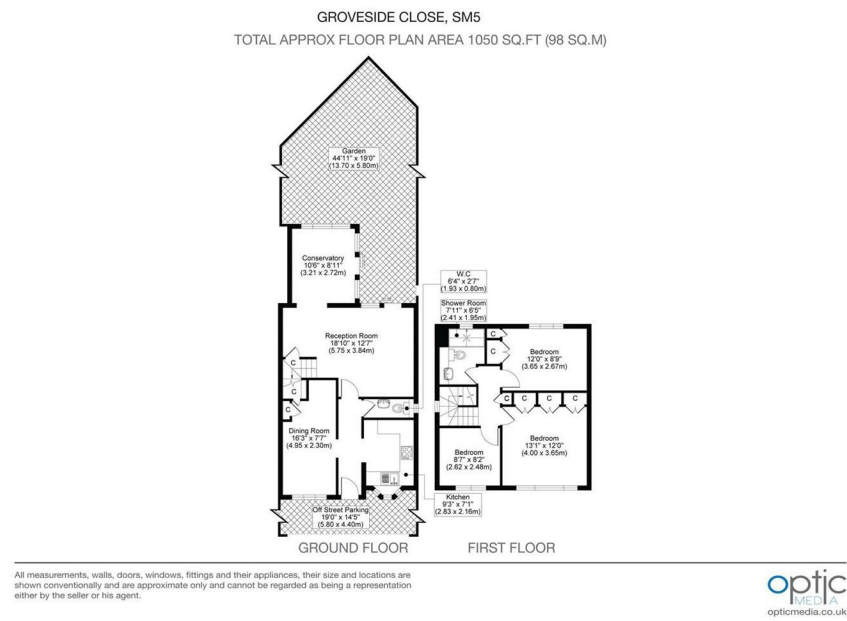 GROVESIDE CLOSE, SM5
TOTAL APPROX FLOOR PLAN AREA 1050 SQ.FT (98 SQ.M)
Garden
44'11" x 19'0"
(13.70 x 5.80m)
Conservatory
10'6" x 8'11"
(3.21 x 2.72m)
W.C
6'4" x 2'7"
(1.93 x 0.80m)
Shower Room
7'11" x 6'5"
(2.41 x 1.95m)
Reception Room
18'10" x 12'7"
(5.75 x 3.84m)
C
C
C
Dining Room
16'3" x 7'7"
(4.95 x 2.30m)
C
C
Bedroom
12'0" x 8'9"
(3.65 x 2.67m)
C
C
C
C
Bedroom
13'1" x 12'0"
(4.00 x 3.65m)
Bedroom
8'7" x 8'2"
(2.62 x 2.48m)
Kitchen
9'3" x 7'1"
(2.83 x 2.16m)
Off Street Parking
19'0" x 14'5"
(5.80 x 4.40m)
GROUND FLOOR
FIRST FLOOR
All measurements, walls, doors, windows, fittings and their appliances, their size and locations are
shown conventionally and are approximate only and cannot be regarded as being a representation
either by the seller or his agent.
optic
MEDIA
opticmedia.co.uk